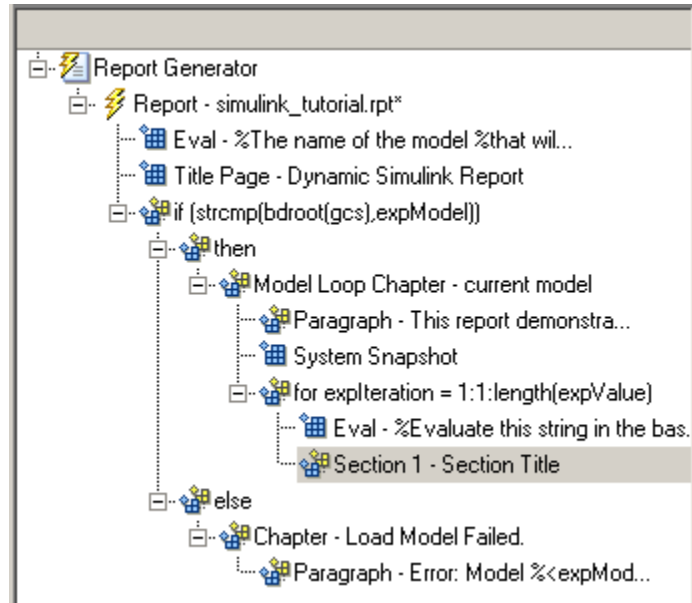 Report Generator
Report - simulink_tutorial.rpt*
Eval - %The name of the model %that wil...
Title Page - Dynamic Simulink Report
if (strcmp(bdroot(gcs),expModel))
then
Model Loop Chapter - current model
Paragraph - This report demonstra...
System Snapshot
for expIteration = 1:1:length(expValue)
Eval - %Evaluate this string in the bas.
Section 1 - Section Title
else
Chapter - Load Model Failed.
Paragraph - Error: Model %<expMod...